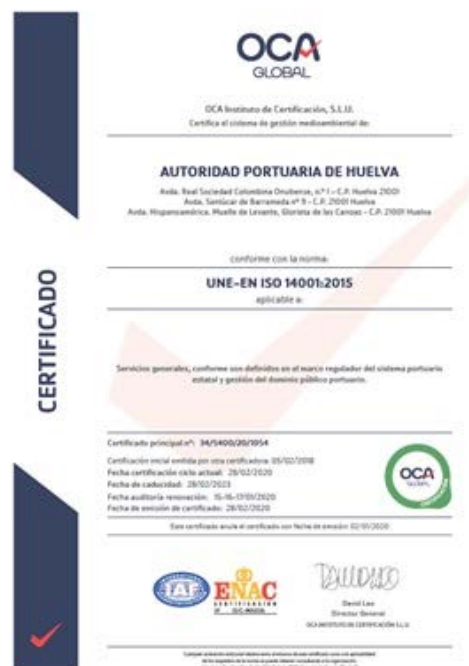 OCA
GLOBAL
OCA Instituto de Certificación, S.L.U.
Certifica el sistema de gestión medioambiental de:
AUTORIDAD PORTUARIA DE HUELVA
Avda. Real Sociedad Colombina Onubense, nº 1 – C.P. Huelva 21001
Avda. Sanlúcar de Barrameda nº 9 – C.P. 21001 Huelva
Avda. Hispanoamérica. Muelle de Levante, Glorieta de las Canoas – C.P. 21001 Huelva
conforme con la norma:
UNE-EN ISO 14001:2015
aplicable a:
CERTIFICADO
Servicios generales, conforme son definidos en el marco regulador del sistema portuario
estatal y gestión del dominio público portuario.
Certificado principal nº: 34/5400/20/1054
Certificación inicial emitida por otra certificadora: 05/02/2018
Fecha certificación ciclo actual: 28/02/2020
Fecha de caducidad: 28/02/2023
Fecha auditoría renovación: 15-16-17/01/2020
Fecha de emisión de certificado: 28/02/2020
OCA
GLOBAL
Este certificado anula el certificado con fecha de emisión: 02/01/2020
IAF
ENAC
CERTIFICACIÓN
David Lao
Director General
OCA INSTITUTO DE CERTIFICACIÓN S.L.U.